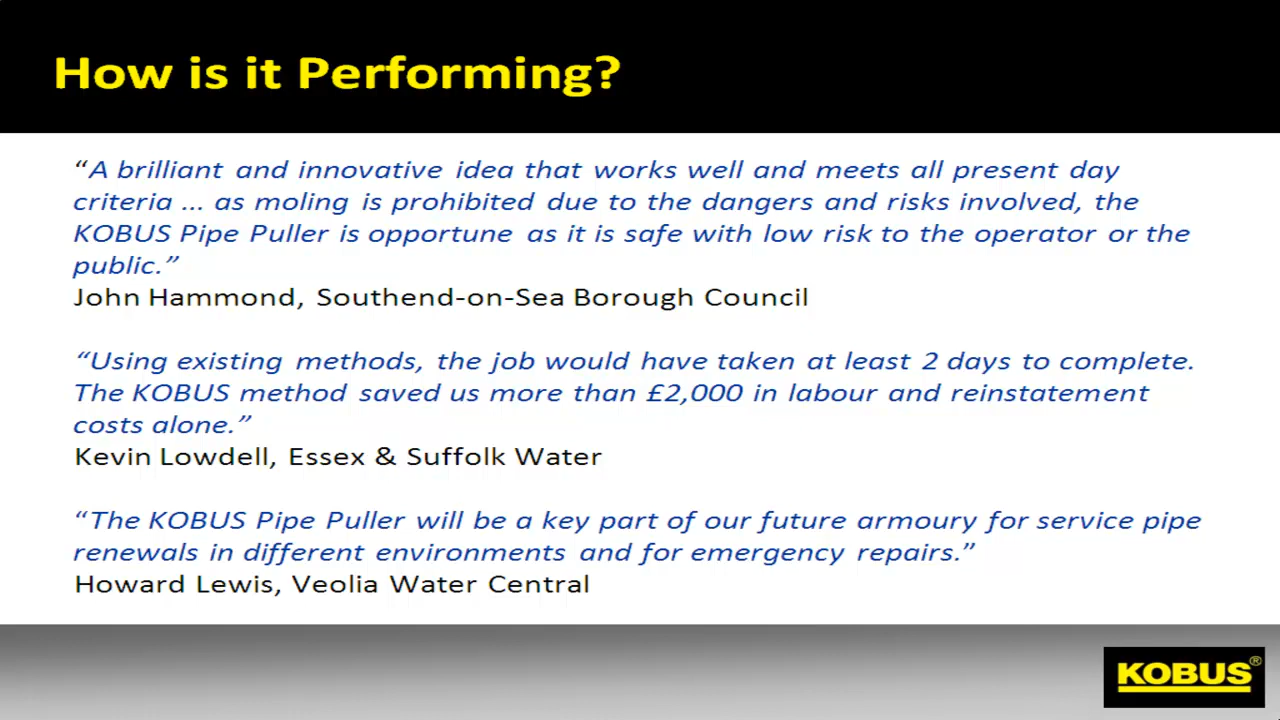 How is it Performing?
“A brilliant and innovative idea that works well and meets all present day
criteria ... as moling is prohibited due to the dangers and risks involved, the
KOBUS Pipe Puller is opportune as it is safe with low risk to the operator or the
public.”
John Hammond, Southend-on-Sea Borough Council
“Using existing methods, the job would have taken at least 2 days to complete.
The KOBUS method saved us more than £2,000 in labour and reinstatement
costs alone.”
Kevin Lowdell, Essex & Suffolk Water
“The KOBUS Pipe Puller will be a key part of our future armoury for service pipe
renewals in different environments and for emergency repairs.”
Howard Lewis, Veolia Water Central
KOBUS®